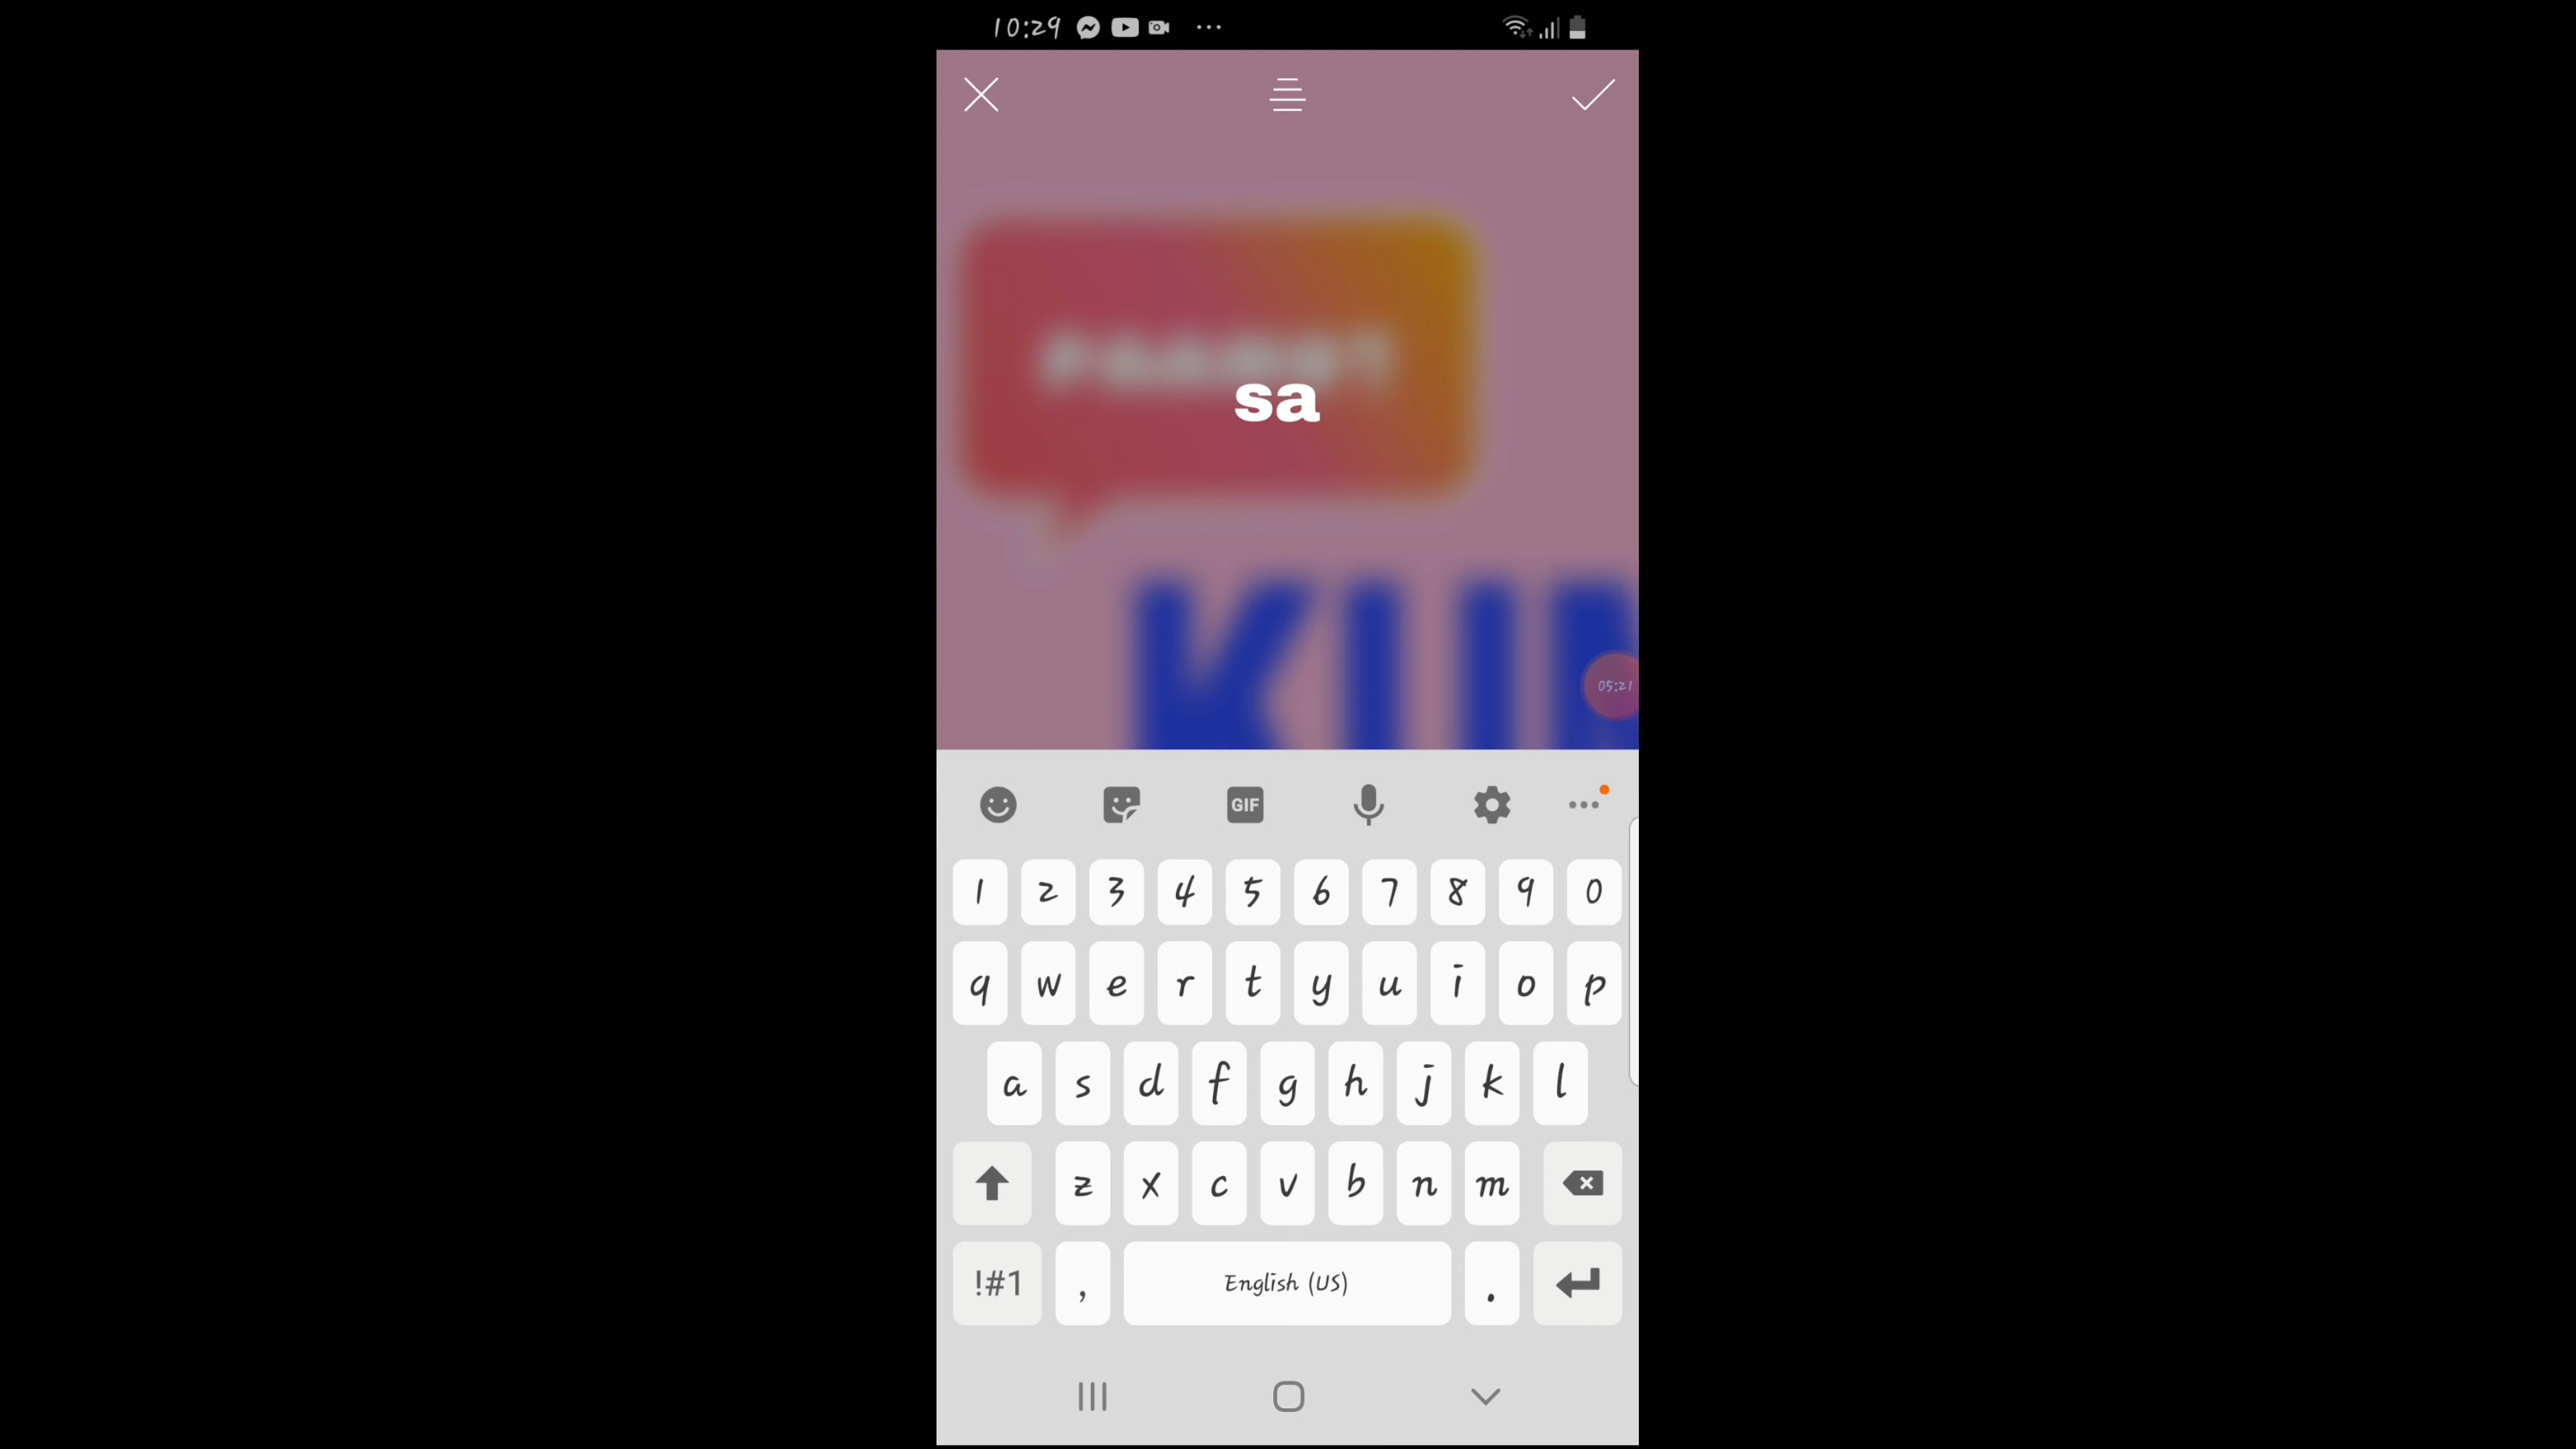 10:29
sa
KUN
05:21
GIF
1 2 3 4 5 6 7 8 9 0
q w e r t y u i o p
a s d f g h j k l
z x c v b n m
!#1 , English (US) .